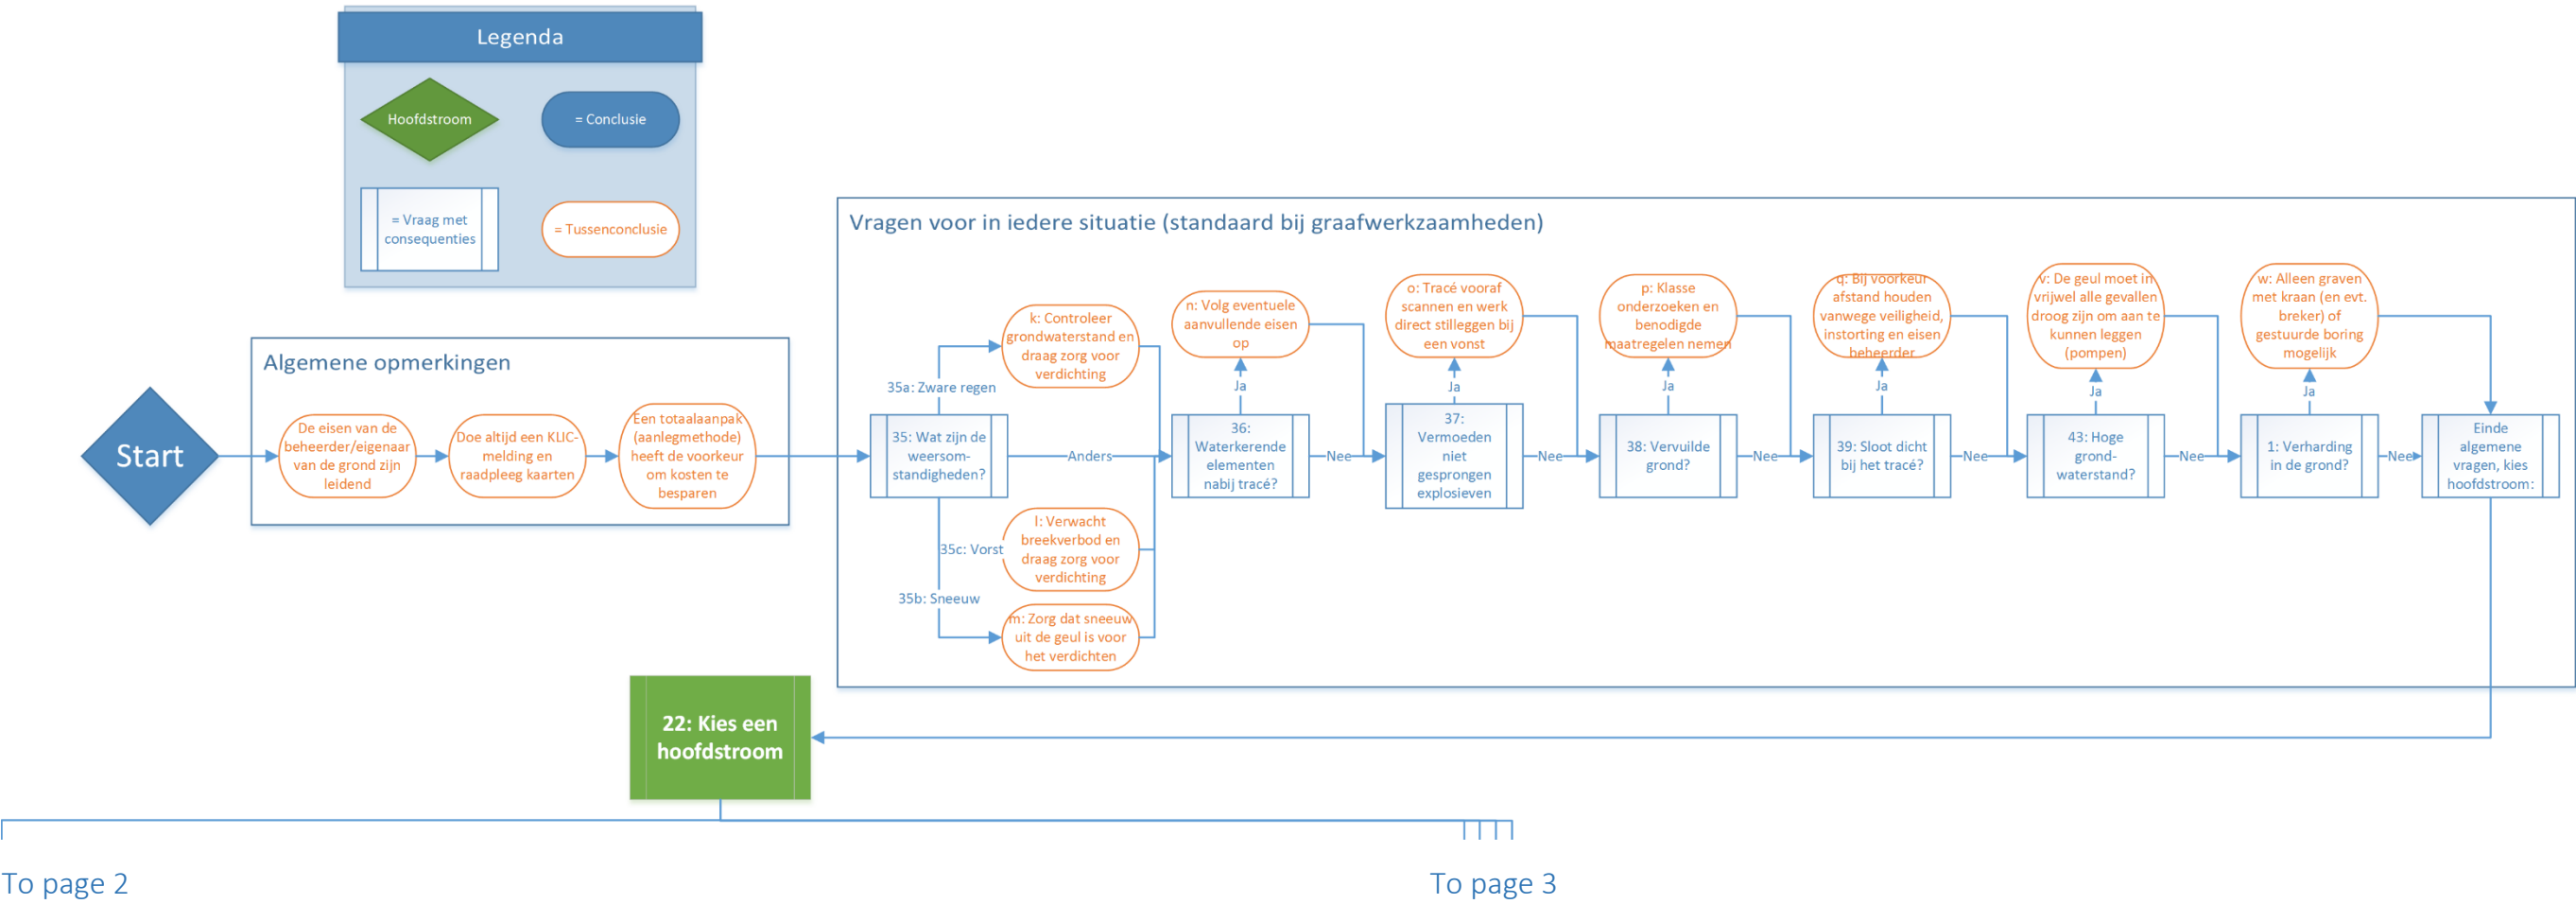 Legenda
Hoofdstroom
= Conclusie
= Vraag met
consequenties
= Tussenconclusie
Vragen voor in iedere situatie (standaard bij graafwerkzaamheden)
Algemene opmerkingen
Start
De eisen van de
beheerder/eigenaar
van de grond zijn
leidend
Doe altijd een KLIC-
melding en
raadpleeg kaarten
Een totaalaanpak
(aanlegmethode)
heeft de voorkeur
om kosten te
besparen
35: Wat zijn de
weersom-
standigheden?
35a: Zware regen
k: Controleer
grondwaterstand en
draag zorg voor
verdichting
Anders
35c: Vorst
l: Verwacht
breekverbod en
draag zorg voor
verdichting
35b: Sneeuw
m: Zorg dat sneeuw
uit de geul is voor
het verdichten
n: Volg eventuele
aanvullende eisen
op
Ja
36:
Waterkerende
elementen
nabij tracé?
Nee
o: Tracé vooraf
scannen en werk
direct stilleggen bij
een vonst
Ja
37:
Vermoeden
niet
gesprongen
explosieven
Nee
p: Klasse
onderzoeken en
benodigde
maatregelen nemen
Ja
38: Vervuilde
grond?
Nee
q: Bij voorkeur
afstand houden
vanwege veiligheid,
instorting en eisen
beheerder
Ja
39: Sloot dicht
bij het tracé?
Nee
v: De geul moet in
vrijwel alle gevallen
droog zijn om aan te
kunnen leggen
(pompen)
Ja
43: Hoge
grond-
waterstand?
Nee
w: Alleen graven
met kraan (en evt.
breker) of
gestuurde boring
mogelijk
Ja
1: Verharding
in de grond?
Nee
Einde
algemene
vragen, kies
hoofdstroom:
22: Kies een
hoofdstroom
To page 2
To page 3